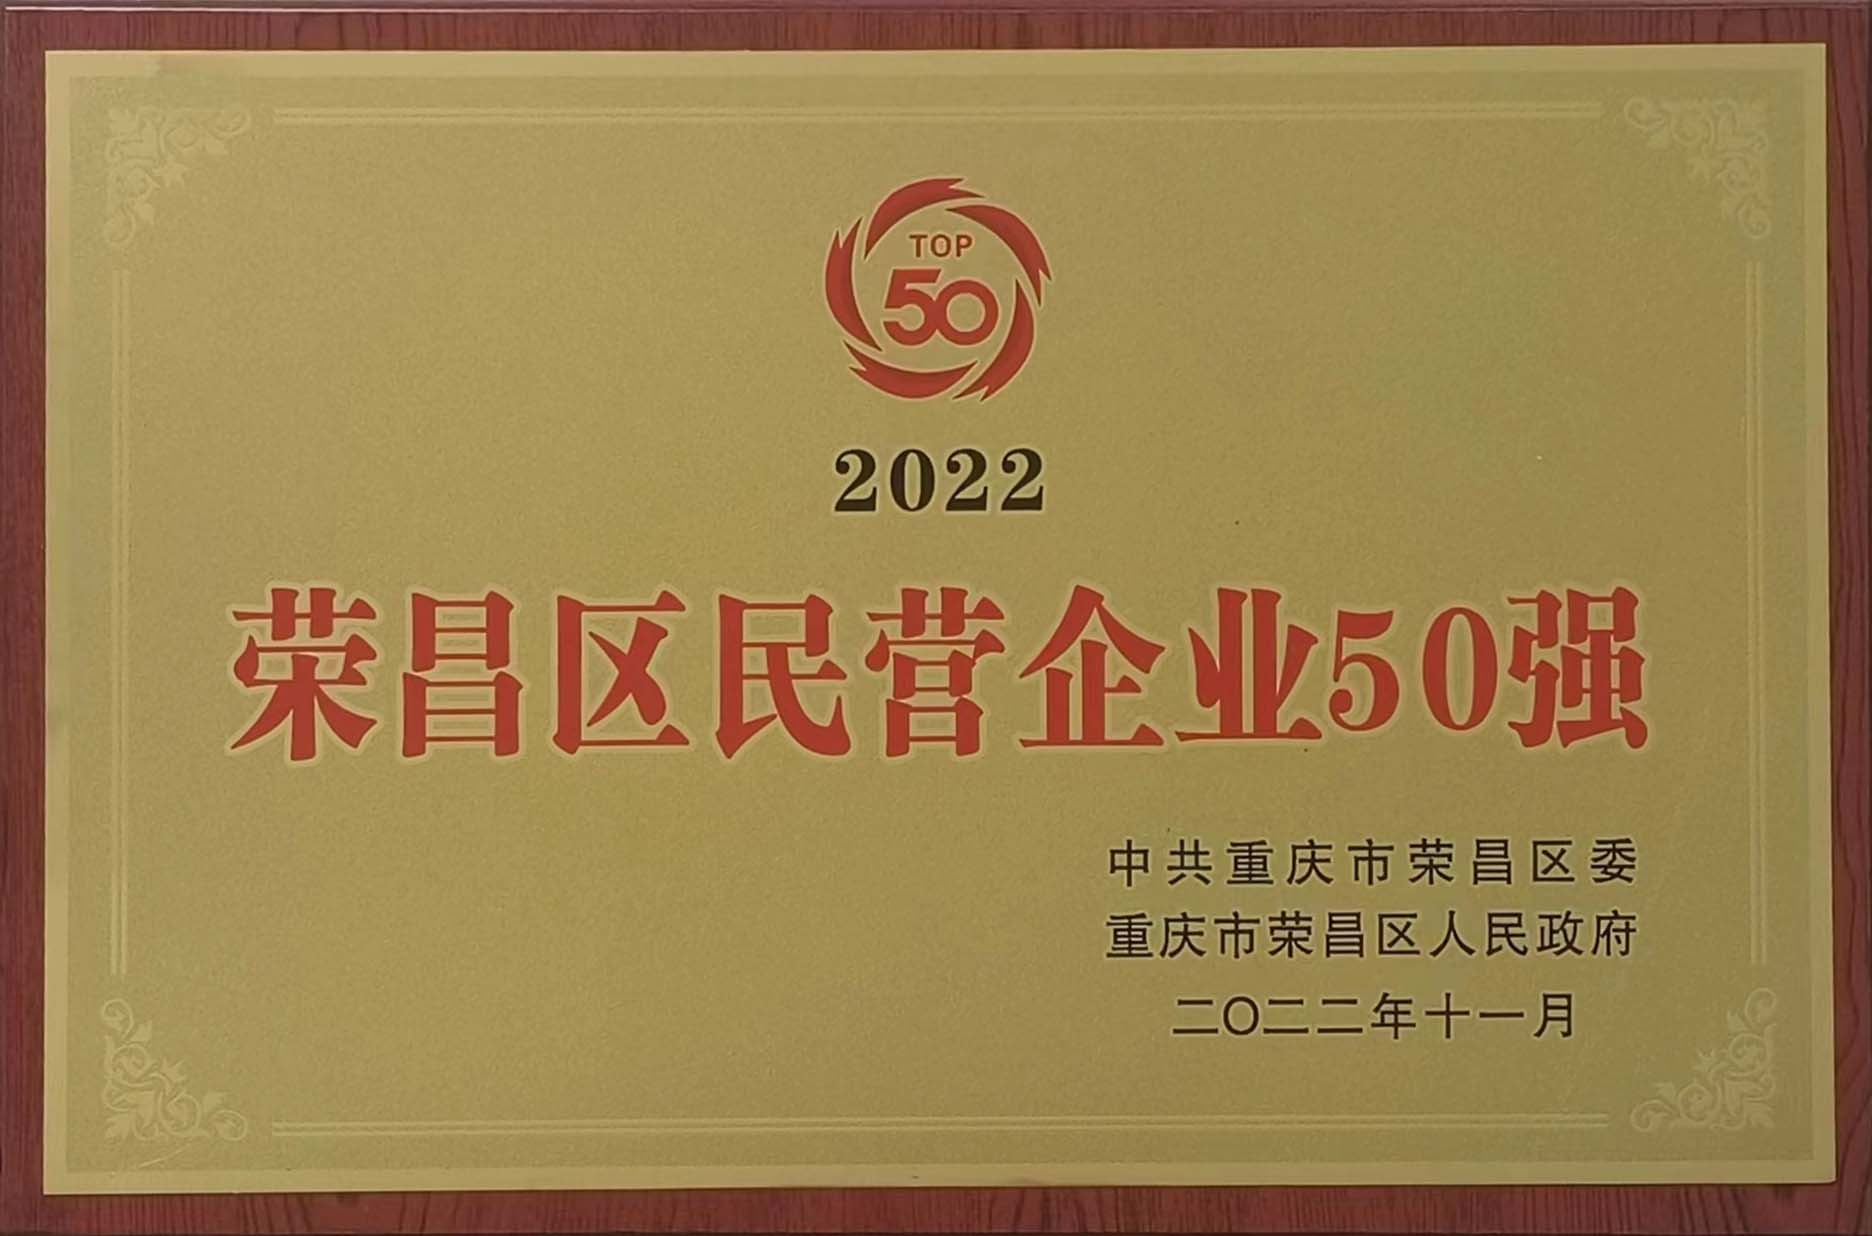 TOP
50
2022
荣昌区民营企业50强
中共重庆市荣昌区委
重庆市荣昌区人民政府
二〇二二年十一月